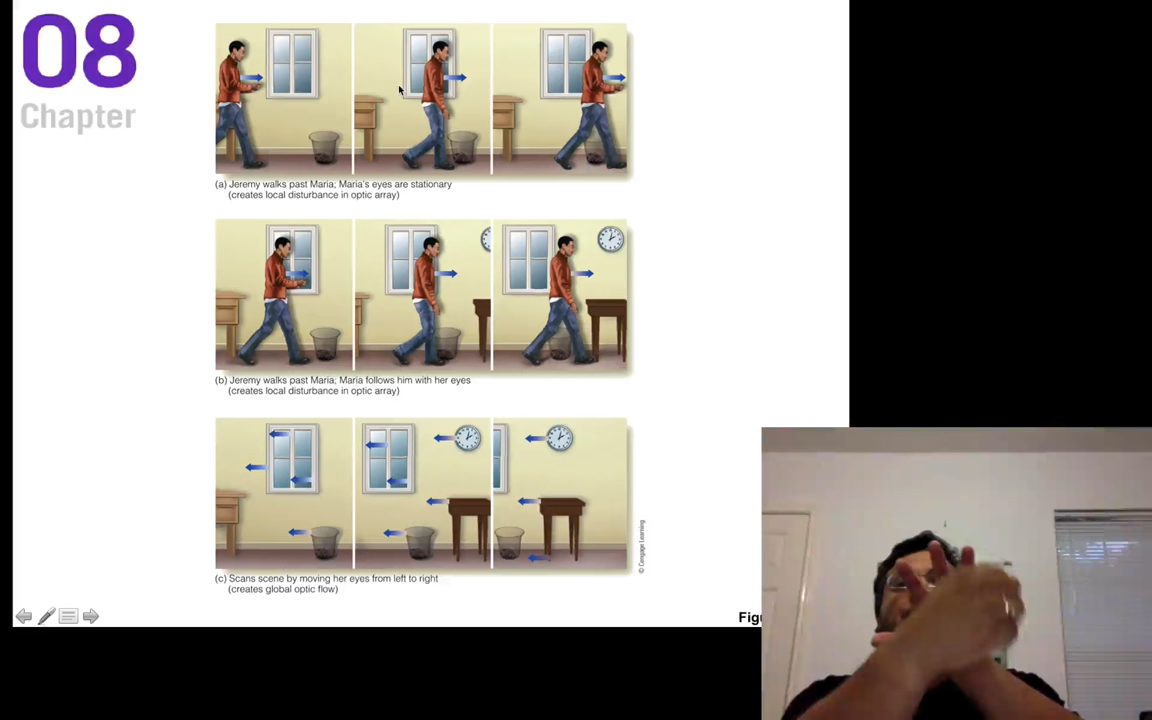 08
Chapter
(a) Jeremy walks past Maria; Maria's eyes are stationary
(creates local disturbance in optic array)
(b) Jeremy walks past Maria; Maria follows him with her eyes
(creates local disturbance in optic array)
(c) Scans scene by moving her eyes from left to right
(creates global optic flow)
© Cengage Learning